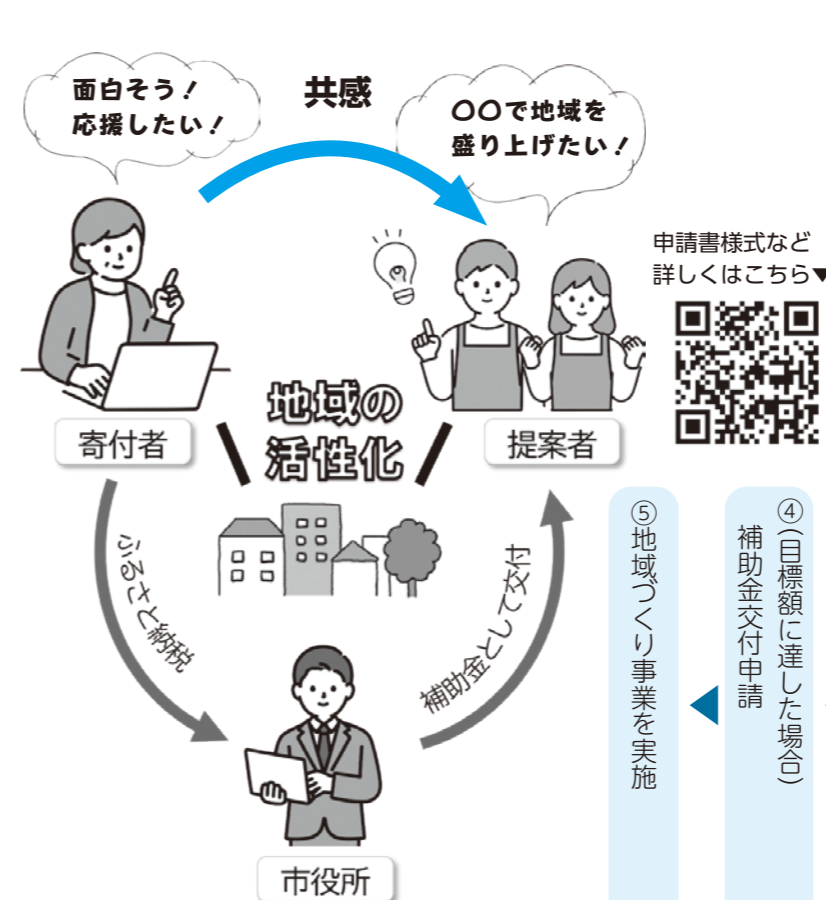 面白そう！
応援したい！
共感
〇〇で地域を
盛り上げたい！
申請書様式など
詳しくはこちら▼
寄付者
地域の
活性化
提案者
ふるさと納税
補助金として交付
市役所
④(目標額に達した場合)
補助金交付申請
⑤地域づくり事業を実施